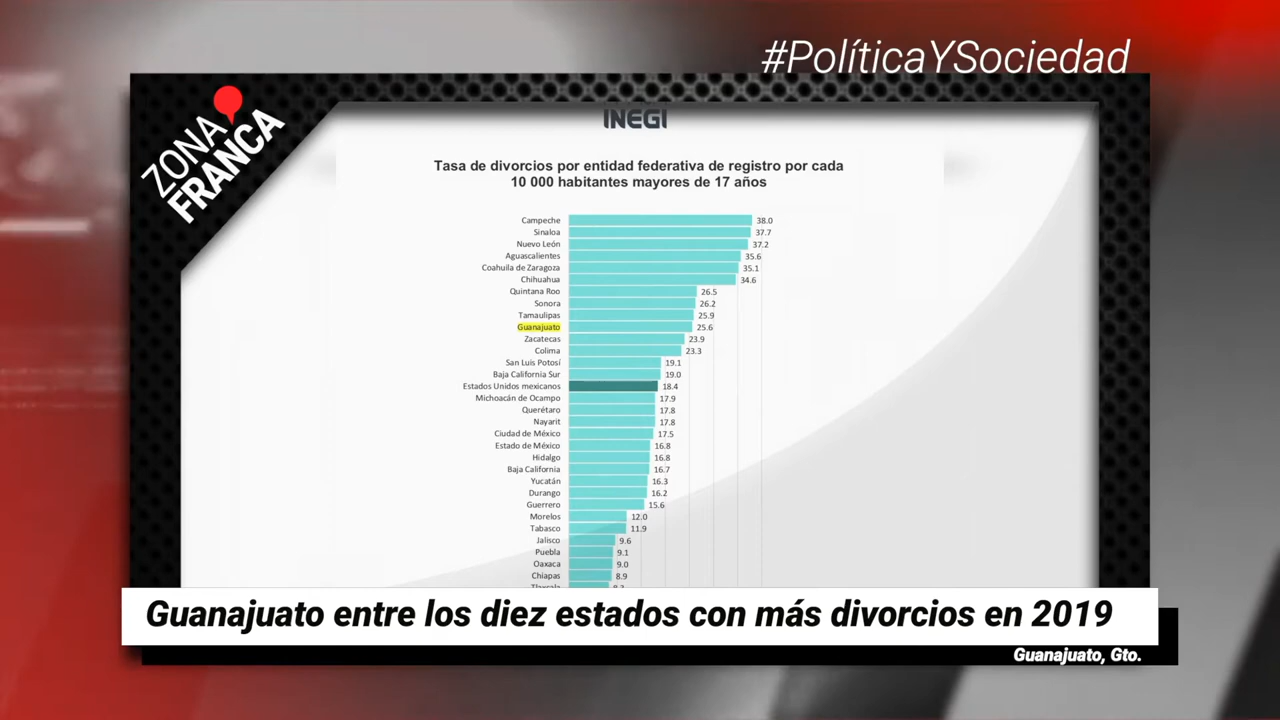 #PolíticaYSociedad
ZONA
FRANCA
INEGI
Tasa de divorcios por entidad federativa de registro por cada
10 000 habitantes mayores de 17 años
Campeche 38.0
Sinaloa 37.7
Nuevo León 37.2
Aguascalientes 35.6
Coahuila de Zaragoza 35.1
Chihuahua 34.6
Quintana Roo 26.5
Sonora 26.2
Tamaulipas 25.9
Guanajuato 25.6
Zacatecas 23.9
Colima 23.3
San Luis Potosí 19.1
Baja California Sur 19.0
Estados Unidos mexicanos 18.4
Michoacán de Ocampo 17.9
Querétaro 17.8
Nayarit 17.8
Ciudad de México 17.5
Estado de México 16.8
Hidalgo 16.8
Baja California 16.7
Yucatán 16.3
Durango 16.2
Guerrero 15.6
Morelos 12.0
Tabasco 11.9
Jalisco 9.6
Puebla 9.1
Oaxaca 9.0
Chiapas 8.9
Guanajuato entre los diez estados con más divorcios en 2019
Guanajuato, Gto.